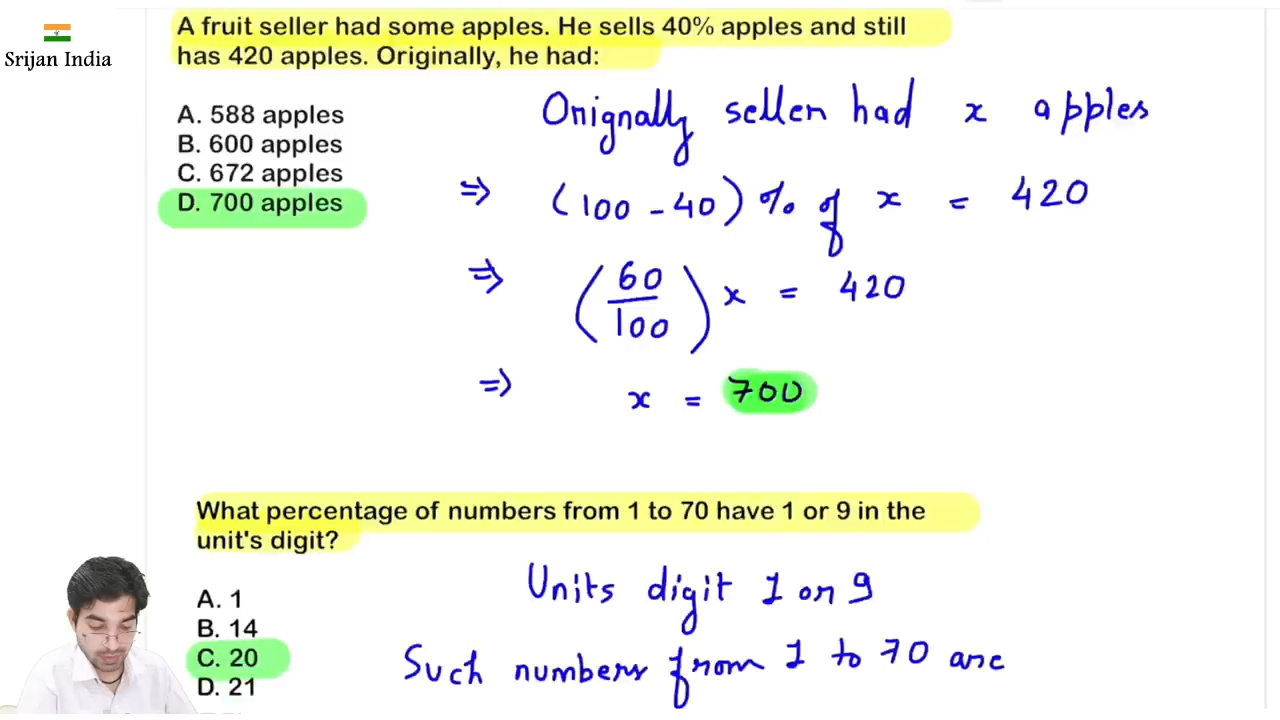 Srijan India
A fruit seller had some apples. He sells 40% apples and still
has 420 apples. Originally, he had:
A. 588 apples
B. 600 apples
C. 672 apples
D. 700 apples
Orignally seller had x apples
⇒ (100 - 40) % of x = 420
⇒ (60/100) x = 420
⇒ x = 700
What percentage of numbers from 1 to 70 have 1 or 9 in the
unit's digit?
A. 1
B. 14
C. 20
D. 21
Units digit 1 or 9
Such numbers from 1 to 70 are